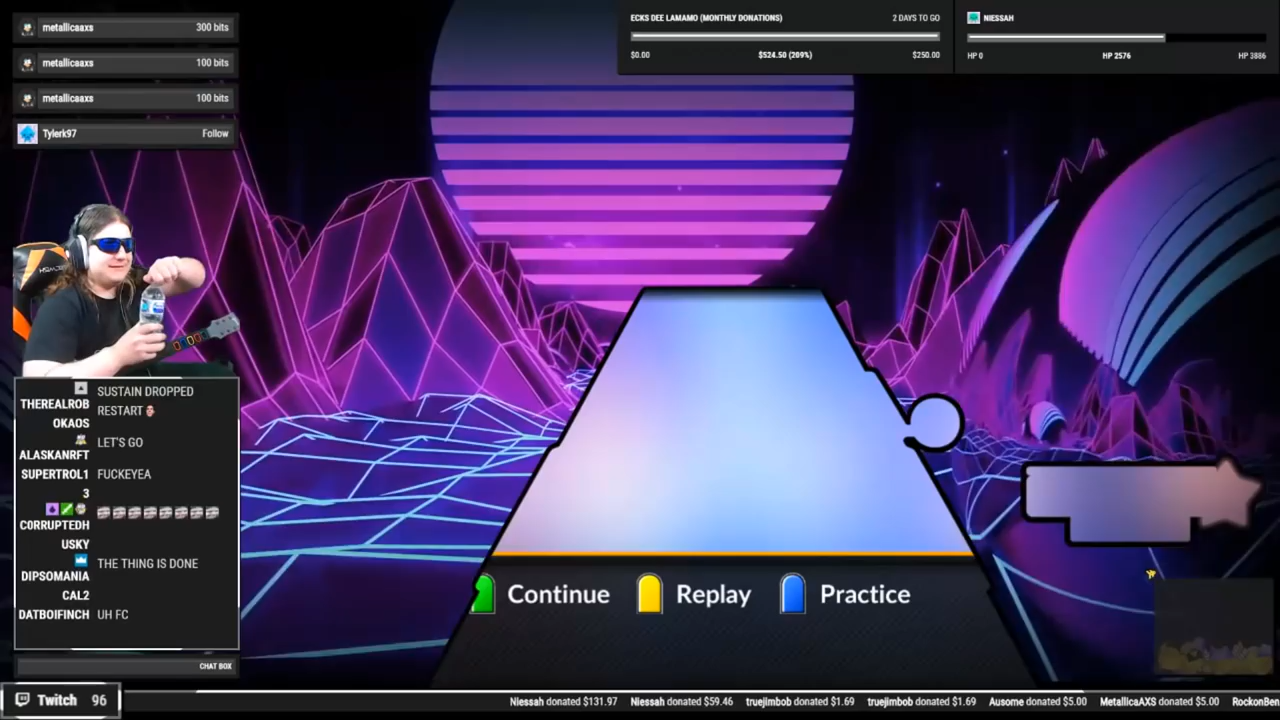 metallicaaxs 300 bits
metallicaaxs 100 bits
metallicaaxs 100 bits
Tylerk97 Follow
ECKS DEE LAMAMO (MONTHLY DONATIONS) 2 DAYS TO GO
$0.00 $524.50 (209%) $250.00
NIESSAH
HP 0 HP 2576 HP 3886
SUSTAIN DROPPED
THEREALROB RESTART
OKAOS
LET'S GO
ALASKANRFT
SUPERTROL1 FUCKEYEA
3
C0RRUPTEDH
USKY
THE THING IS DONE
DIPSOMANIA
CAL2
DATBOIFINCH UH FC
CHAT BOX
Continue Replay Practice
Twitch 96
Niessah donated $131.97 Niessah donated $59.46 truejimbob donated $1.69 truejimbob donated $1.69 Ausome donated $5.00 MetallicaAXS donated $5.00 RockonBe